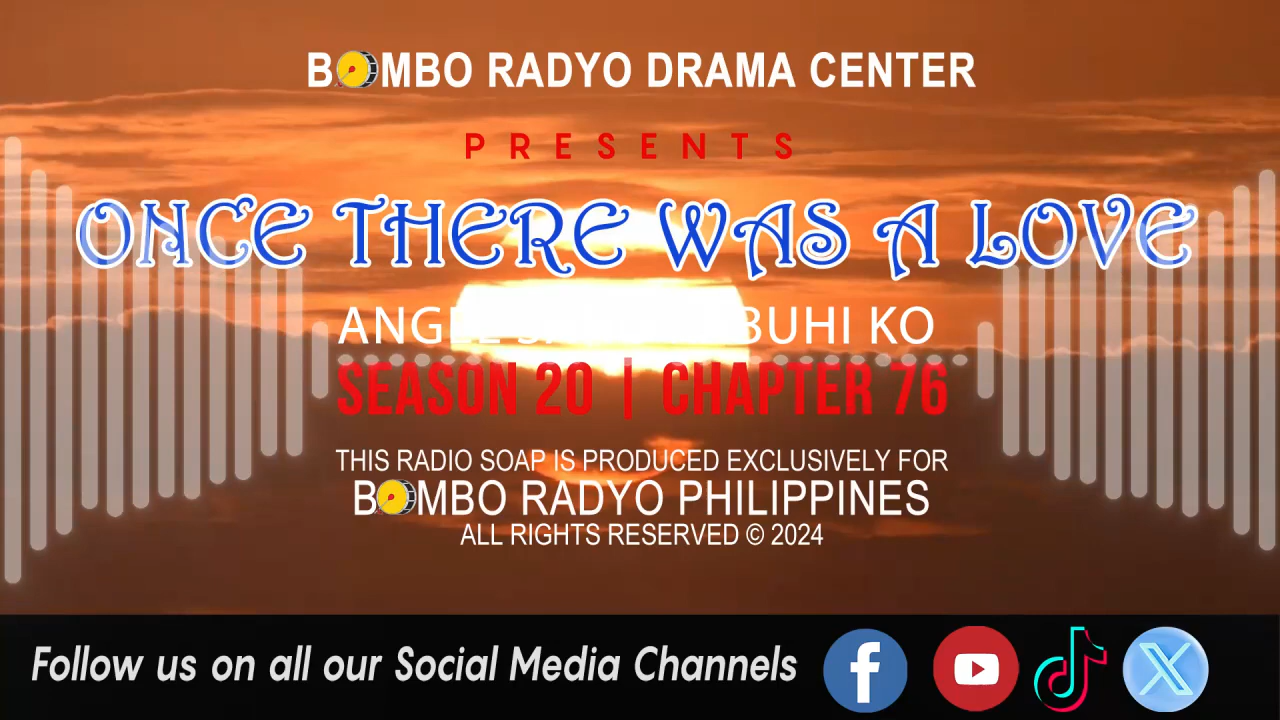 BOMBO RADYO DRAMA CENTER
PRESENTS
ONCE THERE WAS A LOVE
KO
SEASON 20 | CHAPTER 76
THIS RADIO SOAP IS PRODUCED EXCLUSIVELY FOR
BOMBO RADYO PHILIPPINES
ALL RIGHTS RESERVED © 2024
Follow us on all our Social Media Channels